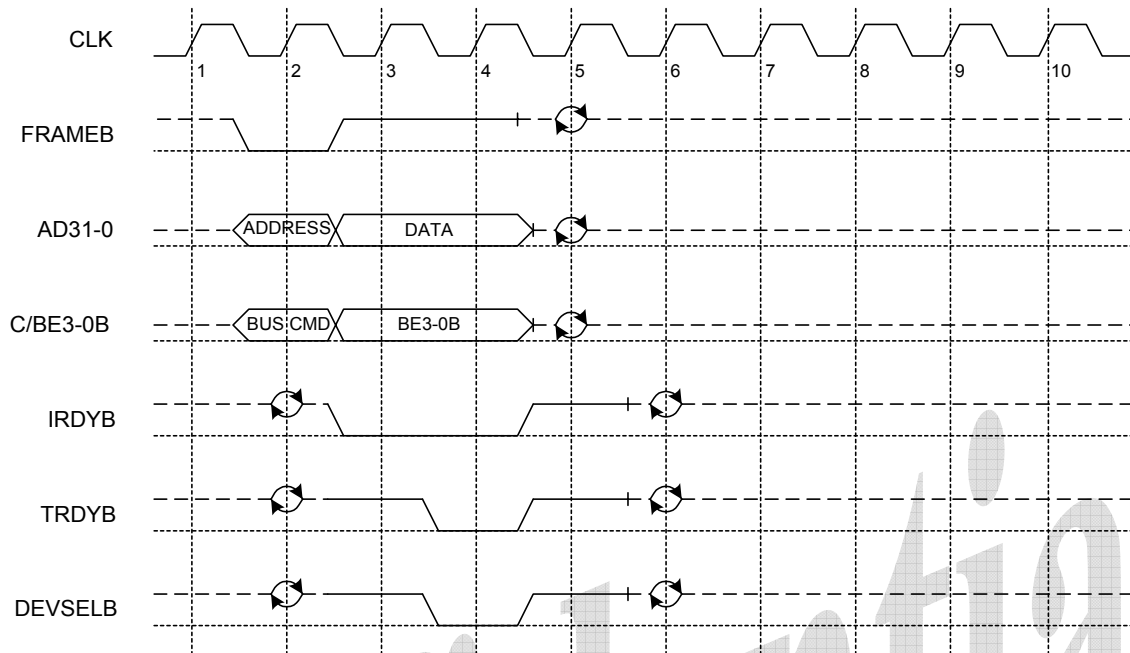 CLK
1 2 3 4 5 6 7 8 9 10
FRAMEB
AD31-0 ADDRESS DATA
C/BE3-0B BUS CMD BE3-0B
IRDYB
TRDYB
DEVSELB